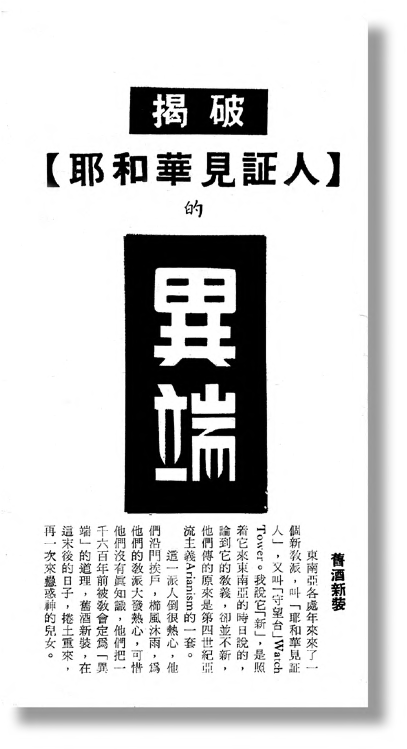 揭破
【耶和華見証人】
的
異端
舊酒新裝
東南亞各處年來來了一
個新教派，叫「耶和華見証
人」，又叫「守望台」Watch
Tower。我說它「新」，是照
着它來東南亞的時日說的，
論到它的教義，卻並不新，
他們傳的原來是第四世紀亞
流主義Arianism的一套。
這一派人倒很熱心，他
們沿門挨戶，櫛風沐雨，爲
他們的教派大發熱心，可惜
他們沒有眞知識，他們把一
千六百年前被教會定爲「異
端」的道理，舊酒新裝，在
這末後的日子，捲土重來，
再一次來蠱惑神的兒女。